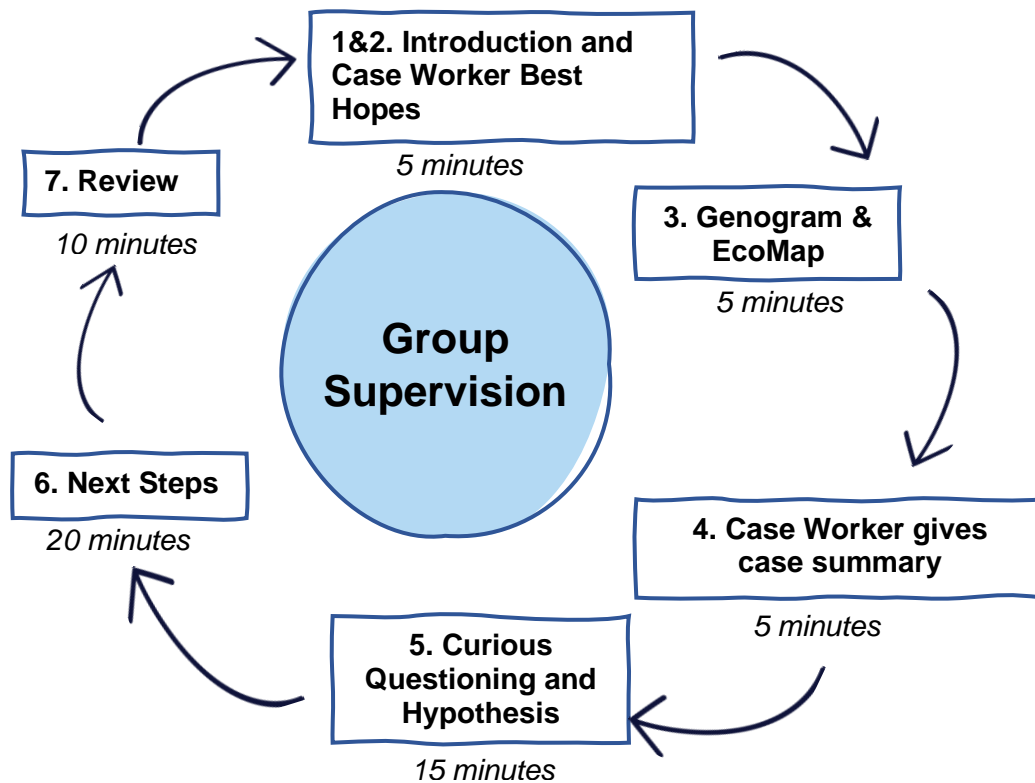 1&2. Introduction and
Case Worker Best
Hopes
5 minutes
3. Genogram &
EcoMap
5 minutes
4. Case Worker gives
case summary
5 minutes
5. Curious
Questioning and
Hypothesis
15 minutes
6. Next Steps
20 minutes
7. Review
10 minutes
Group
Supervision